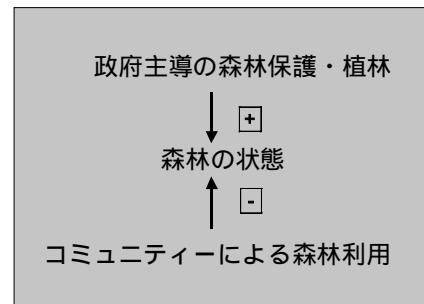 政府主導の森林保護・植林
+
森林の状態
-
コミュニティーによる森林利用